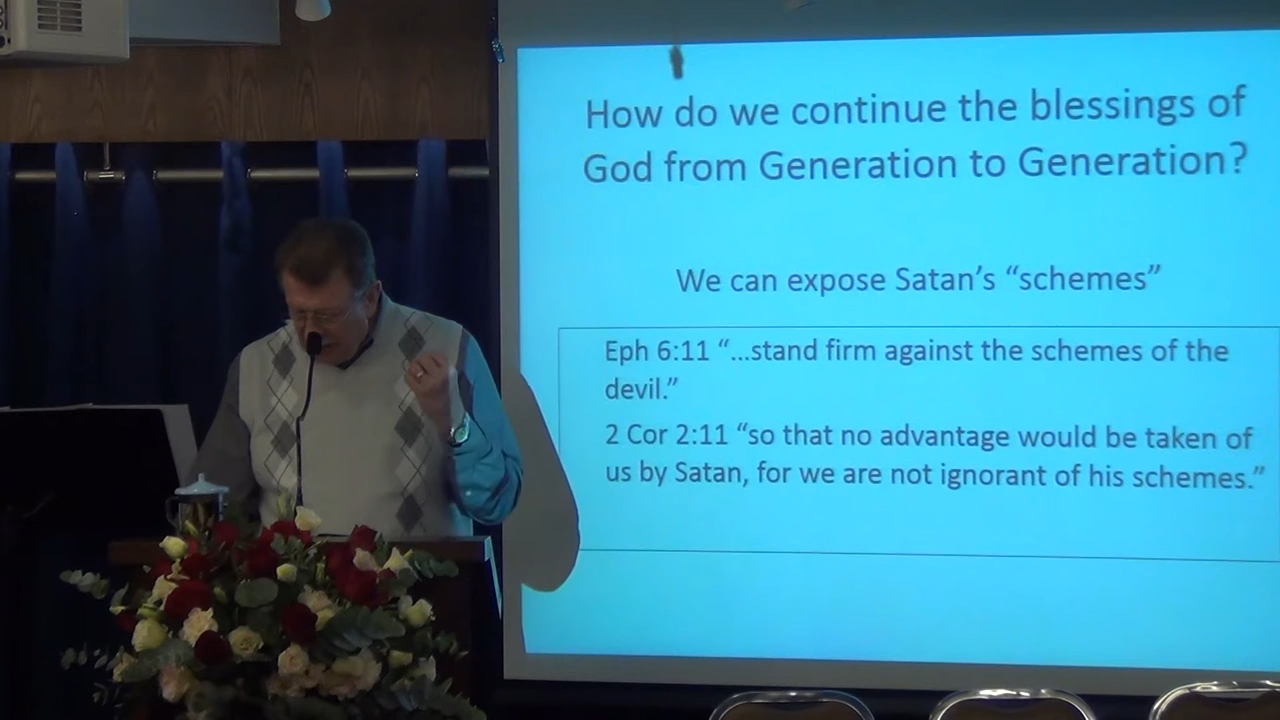 How do we continue the blessings of
God from Generation to Generation?
We can expose Satan’s “schemes”
Eph 6:11 “...stand firm against the schemes of the
devil.”
2 Cor 2:11 “so that no advantage would be taken of
us by Satan, for we are not ignorant of his schemes.”